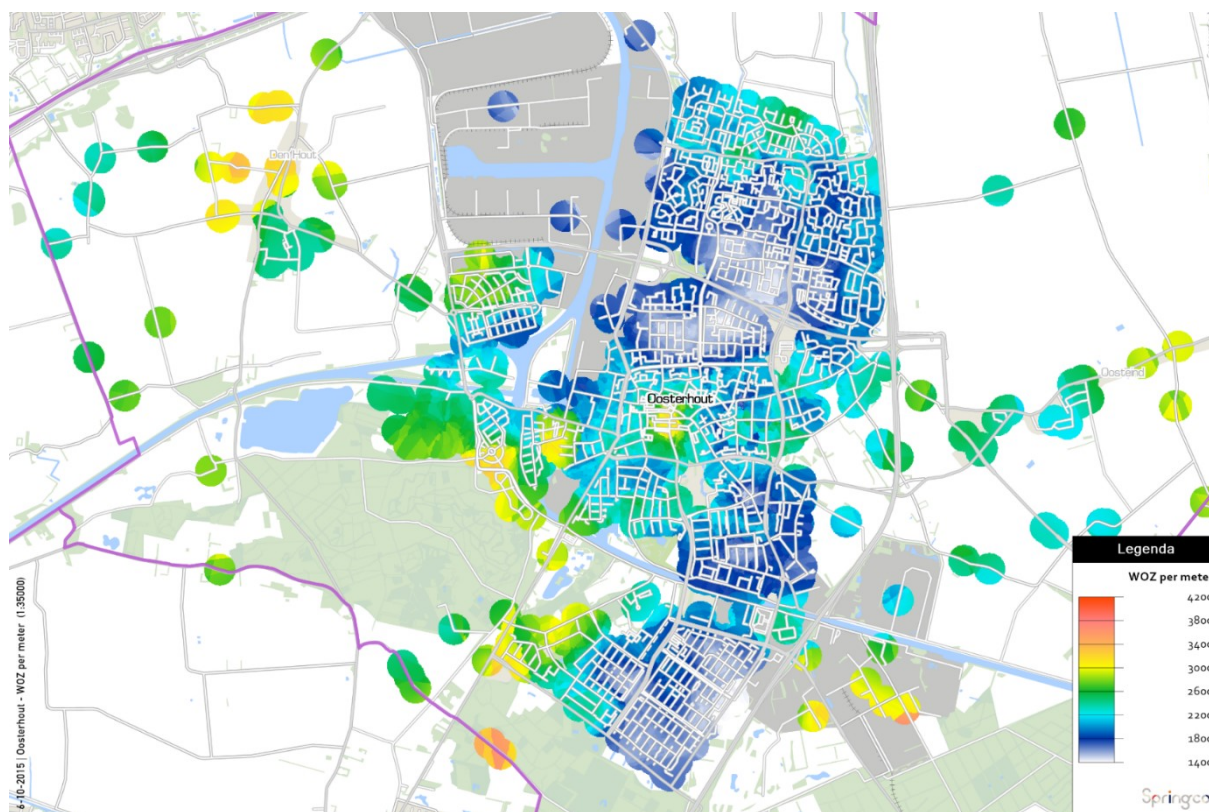 Den Hout
Oosterhout
Oosteind
6-10-2015 | Oosterhout - WOZ per meter (1:35000)
Legenda
WOZ per mete
4200
3800
3400
3000
2600
2200
1800
1400
Springco